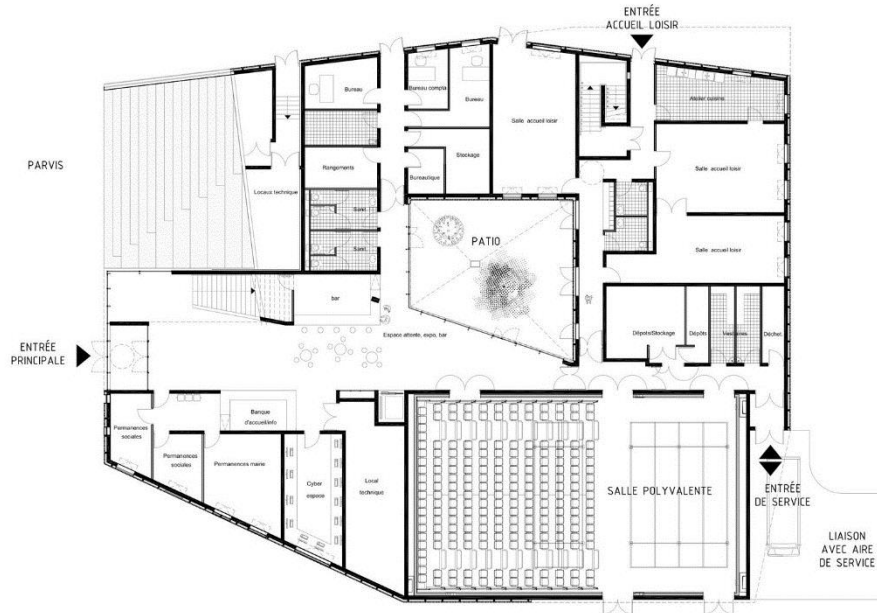 ENTRÉE
ACCUEIL LOISIR
PARVIS
Bureau
Bureau compta
Bureau
Salle accueil loisir
Atelier cuisine
Stockage
Rangements
Bureautique
Salle accueil loisir
Locaux technique
Sanit
Sanit
PATIO
Salle accueil loisir
bar
Espace attente, expo, bar
Dépots/Stockage
Dépôts
Vestiaires
Déchet
ENTRÉE
PRINCIPALE
Banque
d'accueil/info
Permanences
sociales
Permanences
sociales
Permanences mairie
Cyber
espace
Local
technique
SALLE POLYVALENTE
ENTRÉE
DE SERVICE
LIAISON
AVEC AIRE
DE SERVICE